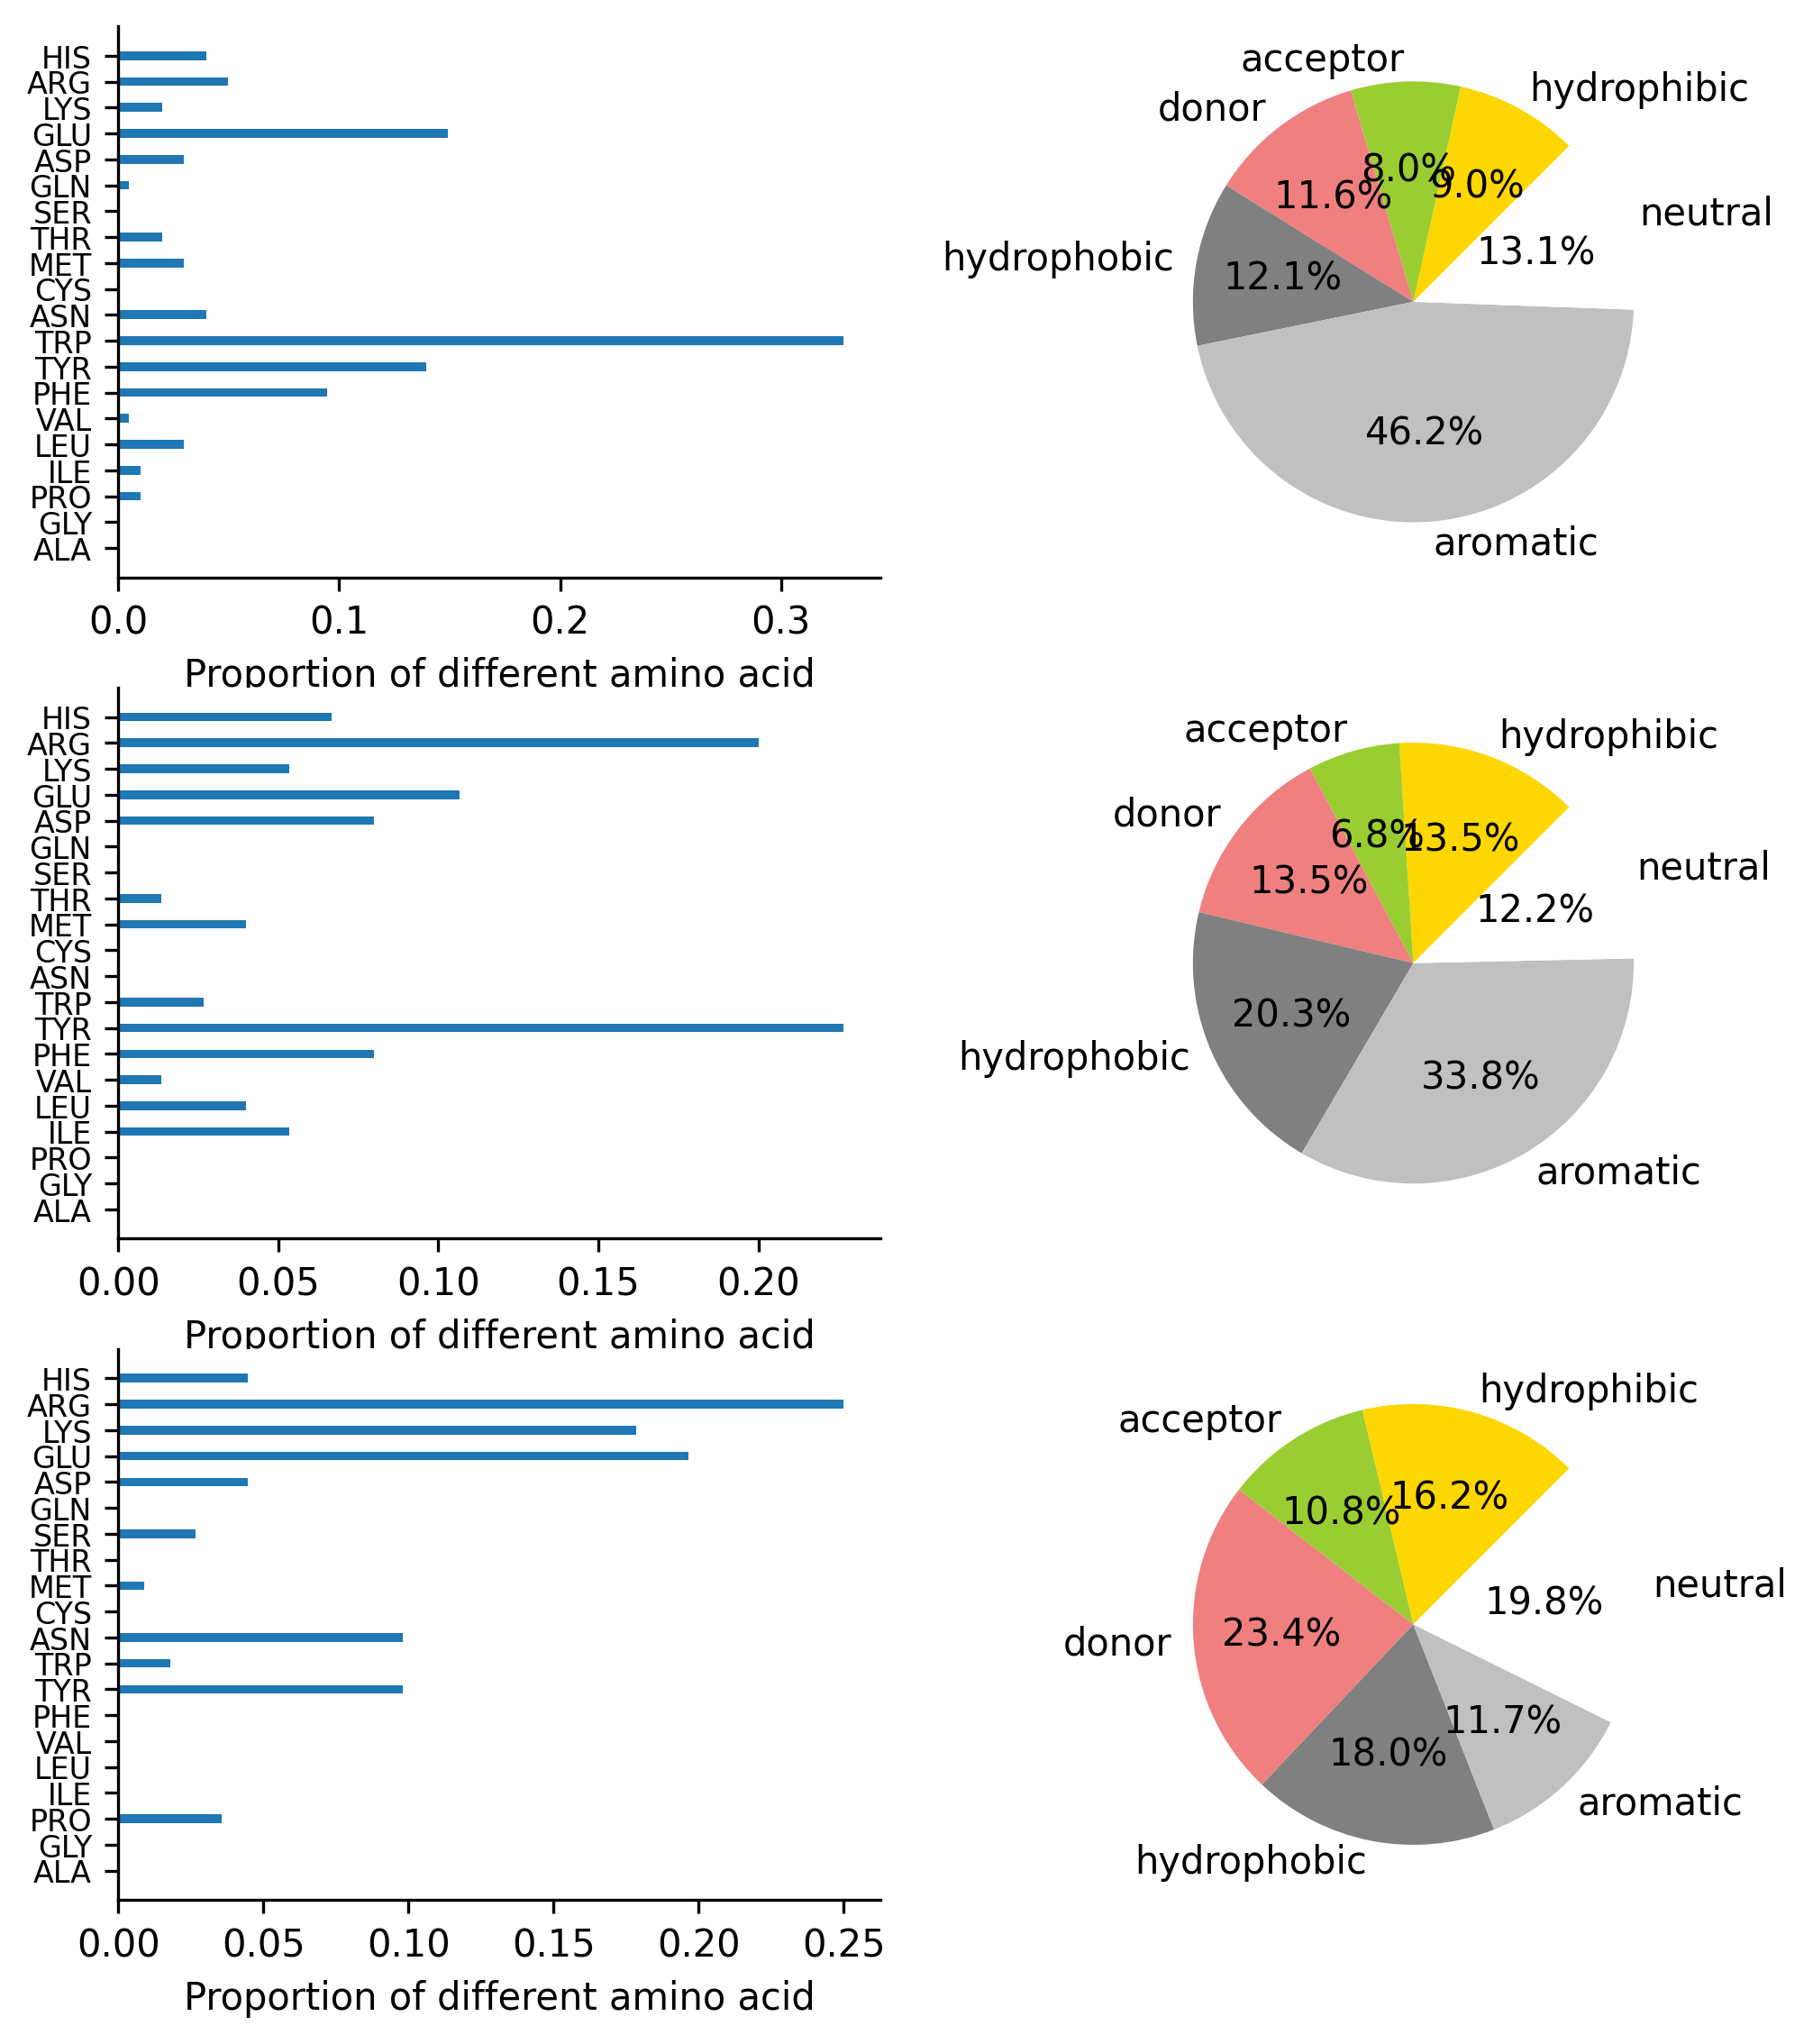 HIS
ARG
LYS
GLU
ASP
GLN
SER
THR
MET
CYS
ASN
TRP
TYR
PHE
VAL
LEU
ILE
PRO
GLY
ALA
0.0 0.1 0.2 0.3
Proportion of different amino acid
acceptor
hydrophibic
donor
neutral
hydrophobic
aromatic
8.0%
9.0%
11.6%
13.1%
12.1%
46.2%
HIS
ARG
LYS
GLU
ASP
GLN
SER
THR
MET
CYS
ASN
TRP
TYR
PHE
VAL
LEU
ILE
PRO
GLY
ALA
0.00 0.05 0.10 0.15 0.20
Proportion of different amino acid
acceptor
hydrophibic
donor
neutral
hydrophobic
aromatic
6.8%
13.5%
13.5%
12.2%
20.3%
33.8%
HIS
ARG
LYS
GLU
ASP
GLN
SER
THR
MET
CYS
ASN
TRP
TYR
PHE
VAL
LEU
ILE
PRO
GLY
ALA
0.00 0.05 0.10 0.15 0.20 0.25
Proportion of different amino acid
hydrophibic
acceptor
neutral
donor
aromatic
hydrophobic
16.2%
10.8%
19.8%
23.4%
11.7%
18.0%